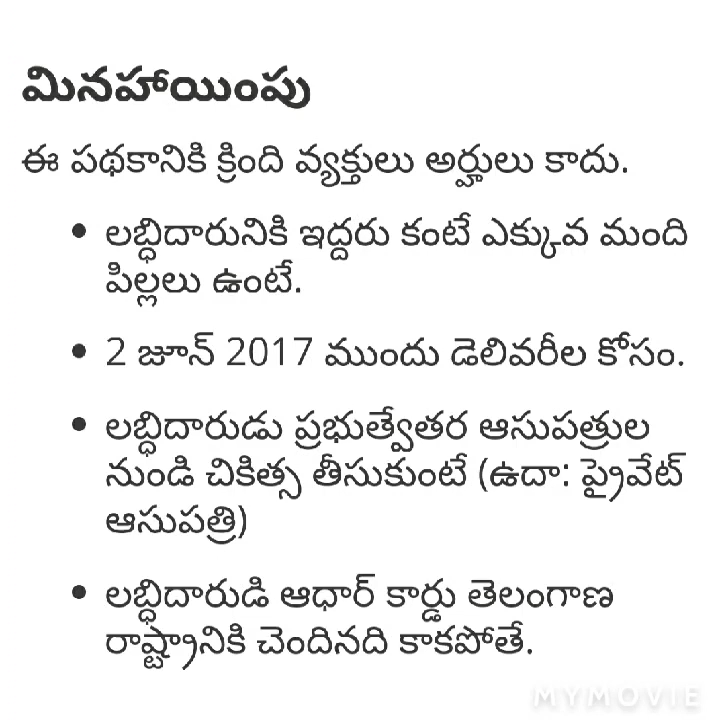 మినహాయింపు
ఈ పథకానికి క్రింది వ్యక్తులు అర్హులు కాదు.
• లబ్ధిదారునికి ఇద్దరు కంటే ఎక్కువ మంది
పిల్లలు ఉంటే.
• 2 జూన్ 2017 ముందు డెలివరీల కోసం.
• లబ్ధిదారుడు ప్రభుత్వేతర ఆసుపత్రుల
నుండి చికిత్స తీసుకుంటే (ఉదా: ప్రైవేట్
ఆసుపత్రి)
• లబ్ధిదారుడి ఆధార్ కార్డు తెలంగాణ
రాష్ట్రానికి చెందినది కాకపోతే.
MYMOVIE